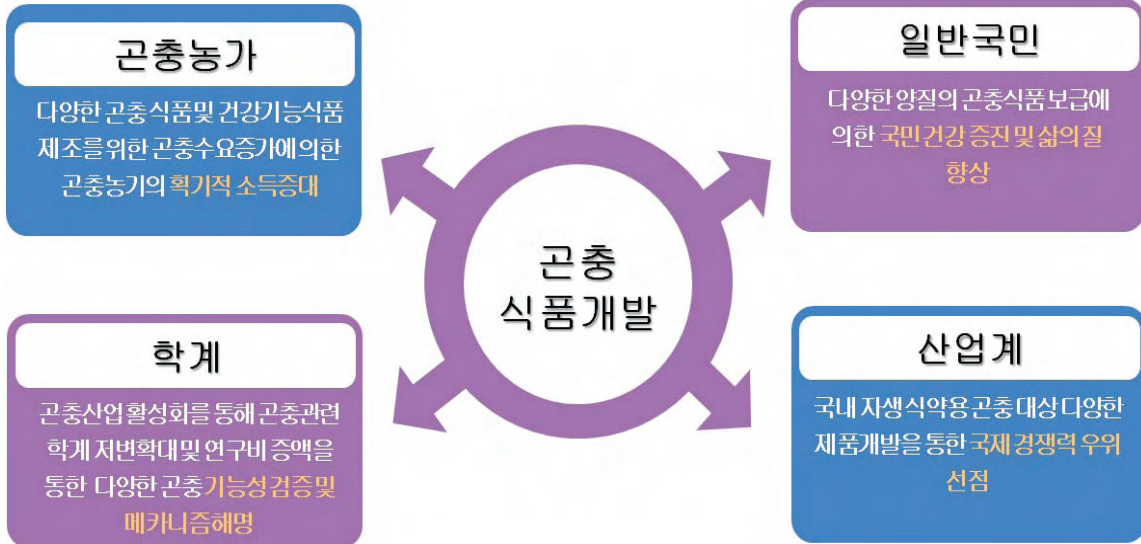 곤충농가
다양한 곤충 식품및 건강기능식품
제조를 위한 곤충수요증가에 의한
곤충농기의 획기적 소득증대
일반국민
다양한 양질의 곤충식품 보급에
의한 국민건강 증진 및 삶의 질
향상
곤충
식품개발
학계
곤충산업 활성화를 통해 곤충관련
학계 저변확대및 연구비 증액을
통한 다양한 곤충 기능성 검증 및
메카니즘해명
산업계
국내 자생 식약용 곤충 대상 다양한
제품개발을 통한 국제 경쟁력 우위
선점